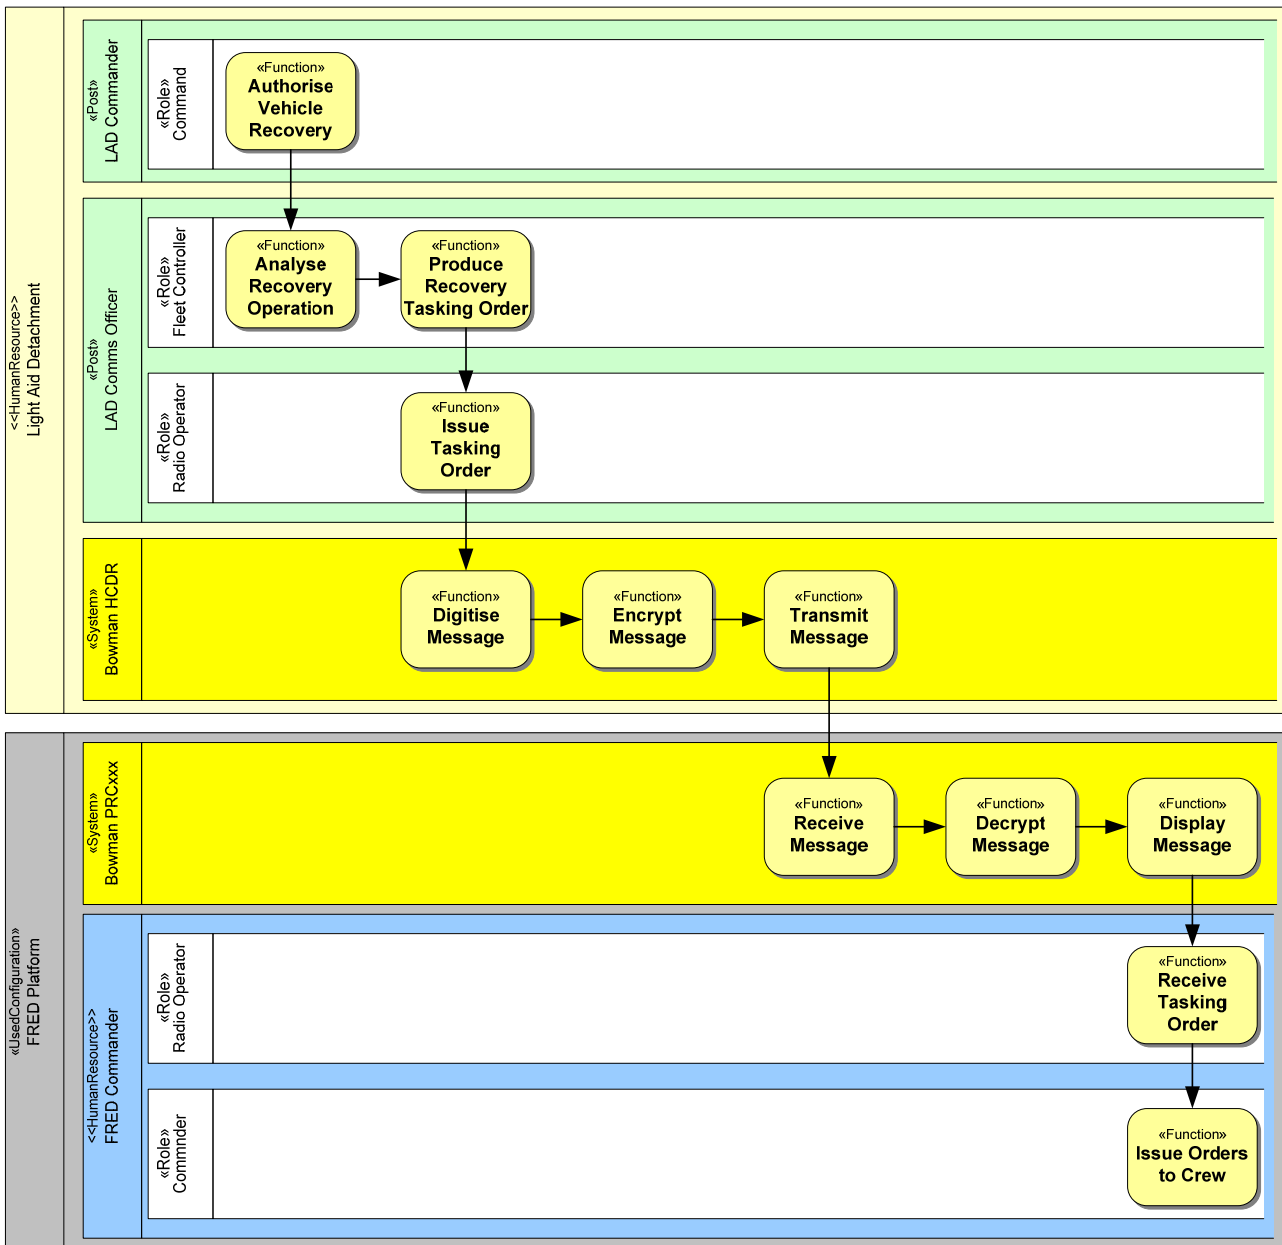 <<HumanResource>>
Light Aid Detachment
«Post»
LAD Commander
«Role»
Command
«Function»
Authorise
Vehicle
Recovery
«Post»
LAD Comms Officer
«Role»
Fleet Controller
«Function»
Analyse
Recovery
Operation
«Function»
Produce
Recovery
Tasking Order
«Role»
Radio Operator
«Function»
Issue
Tasking
Order
«System»
Bowman HCDR
«Function»
Digitise
Message
«Function»
Encrypt
Message
«Function»
Transmit
Message
«UsedConfiguration»
FRED Platform
«System»
Bowman PRCxxx
«Function»
Receive
Message
«Function»
Decrypt
Message
«Function»
Display
Message
<<HumanResource>>
FRED Commander
«Role»
Radio Operator
«Function»
Receive
Tasking
Order
«Role»
Commnder
«Function»
Issue Orders
to Crew